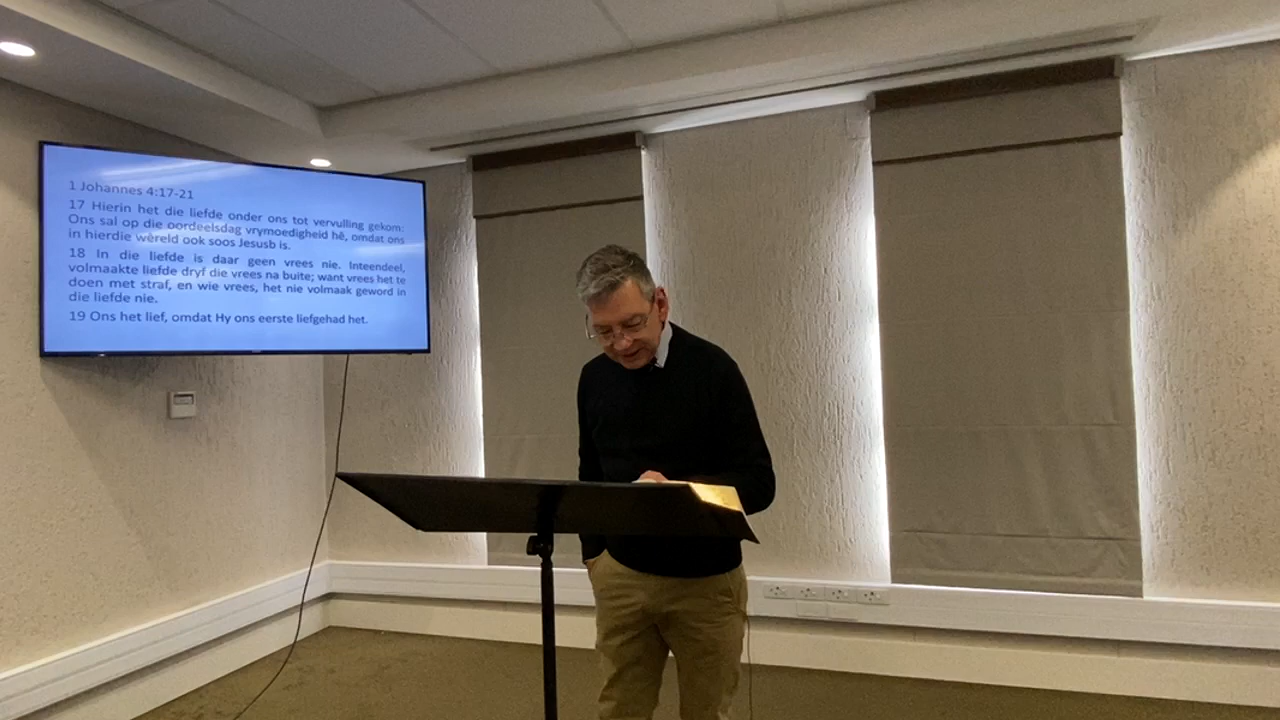 1 Johannes 4:17-21
17 Hierin het die liefde onder ons tot vervulling gekom:
Ons sal op die oordeelsdag vrymoedigheid hê, omdat ons
in hierdie wêreld ook soos Jesusb is.
18 In die liefde is daar geen vrees nie. Inteendeel,
volmaakte liefde dryf die vrees na buite; want vrees het te
doen met straf, en wie vrees, het nie volmaak geword in
die liefde nie.
19 Ons het lief, omdat Hy ons eerste liefgehad het.